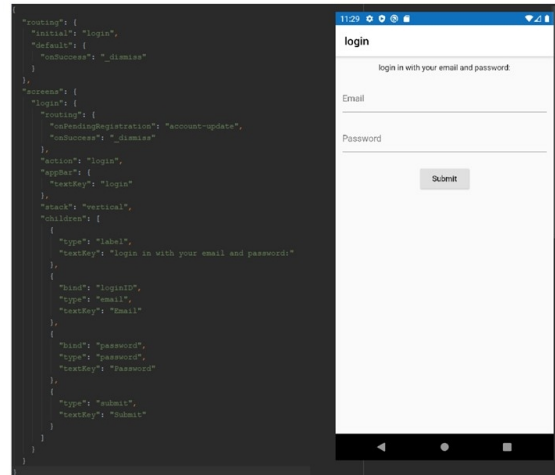 {
"routing": {
"initial": "login",
"default": {
"onSuccess": "_dismiss"
}
},
"screens": {
"login": {
"routing": {
"onPendingRegistration": "account-update",
"onSuccess": "_dismiss"
},
"action": "login",
"appBar": {
"textKey": "login"
},
"stack": "vertical",
"children": [
{
"type": "label",
"textKey": "login in with your email and password:"
},
{
"bind": "loginID",
"type": "email",
"textKey": "Email"
},
{
"bind": "password",
"type": "password",
"textKey": "Password"
},
{
"type": "submit",
"textKey": "Submit"
}
]
}
}
}
11:29
login
login in with your email and password:
Email
Password
Submit